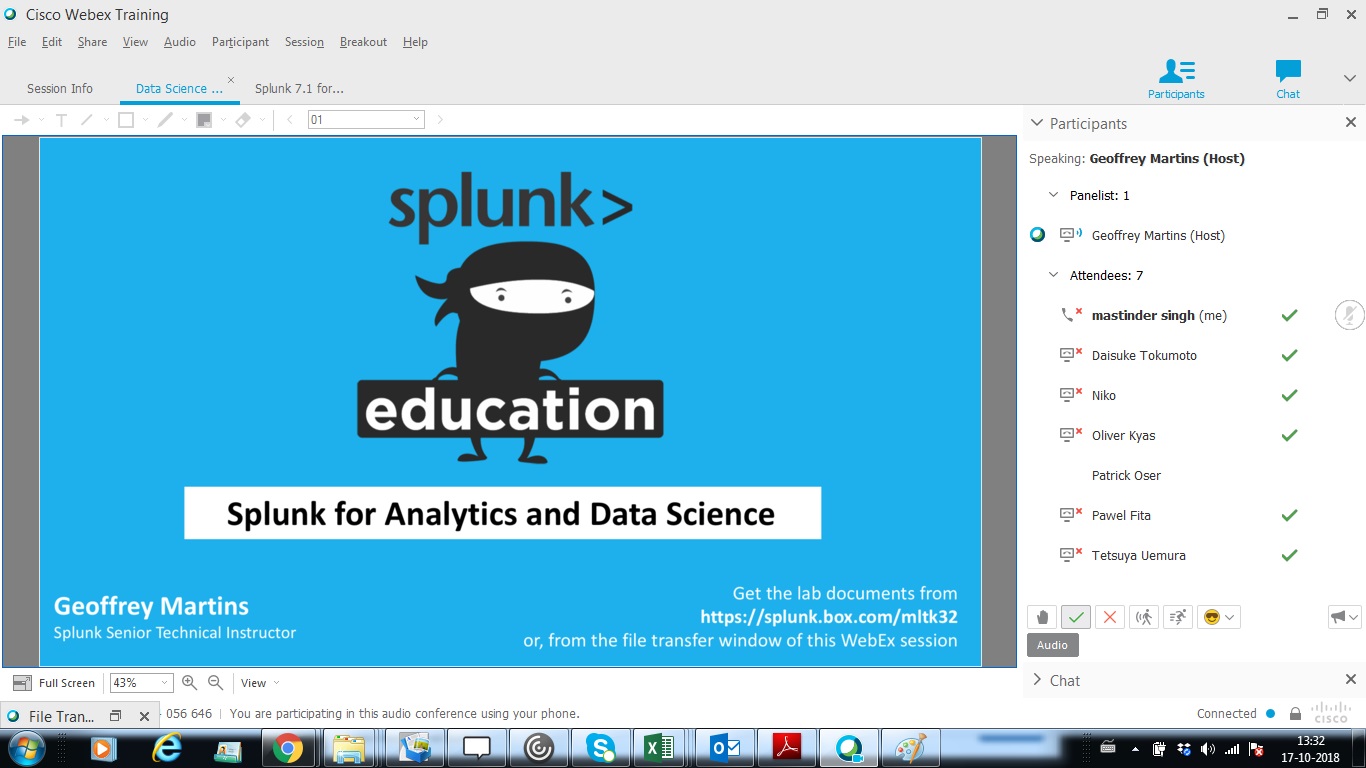 Cisco Webex Training
File Edit Share View Audio Participant Session Breakout Help
Participants
Chat
Session Info
Data Science ...
Splunk 7.1 for...
T
01
Participants
Speaking: Geoffrey Martins (Host)
Panelist: 1
Geoffrey Martins (Host)
Attendees: 7
mastinder singh (me)
Daisuke Tokumoto
Niko
Oliver Kyas
Patrick Oser
Pawel Fita
Tetsuya Uemura
Audio
Chat
splunk>
education
Splunk for Analytics and Data Science
Geoffrey Martins
Splunk Senior Technical Instructor
Get the lab documents from
https://splunk.box.com/mltk32
or, from the file transfer window of this WebEx session
Full Screen
43%
View
File Tran...
056 646 | You are participating in this audio conference using your phone.
Connected
cisco
13:32
17-10-2018